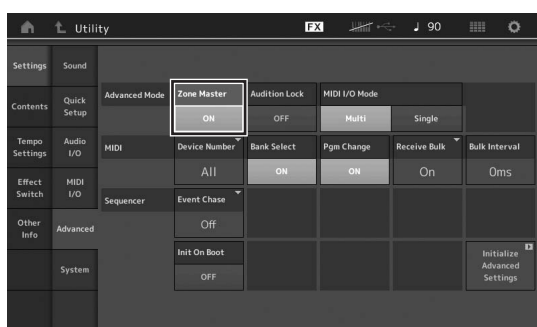 Utility
FX
♩ 90
Settings
Sound
Contents
Quick
Setup
Tempo
Settings
Audio
I/O
Effect
Switch
MIDI
I/O
Other
Info
Advanced
System
Advanced Mode
Zone Master
ON
Audition Lock
OFF
MIDI I/O Mode
Multi
Single
MIDI
Device Number
All
Bank Select
ON
Pgm Change
ON
Receive Bulk
On
Bulk Interval
0ms
Sequencer
Event Chase
Off
Init On Boot
OFF
Initialize
Advanced
Settings